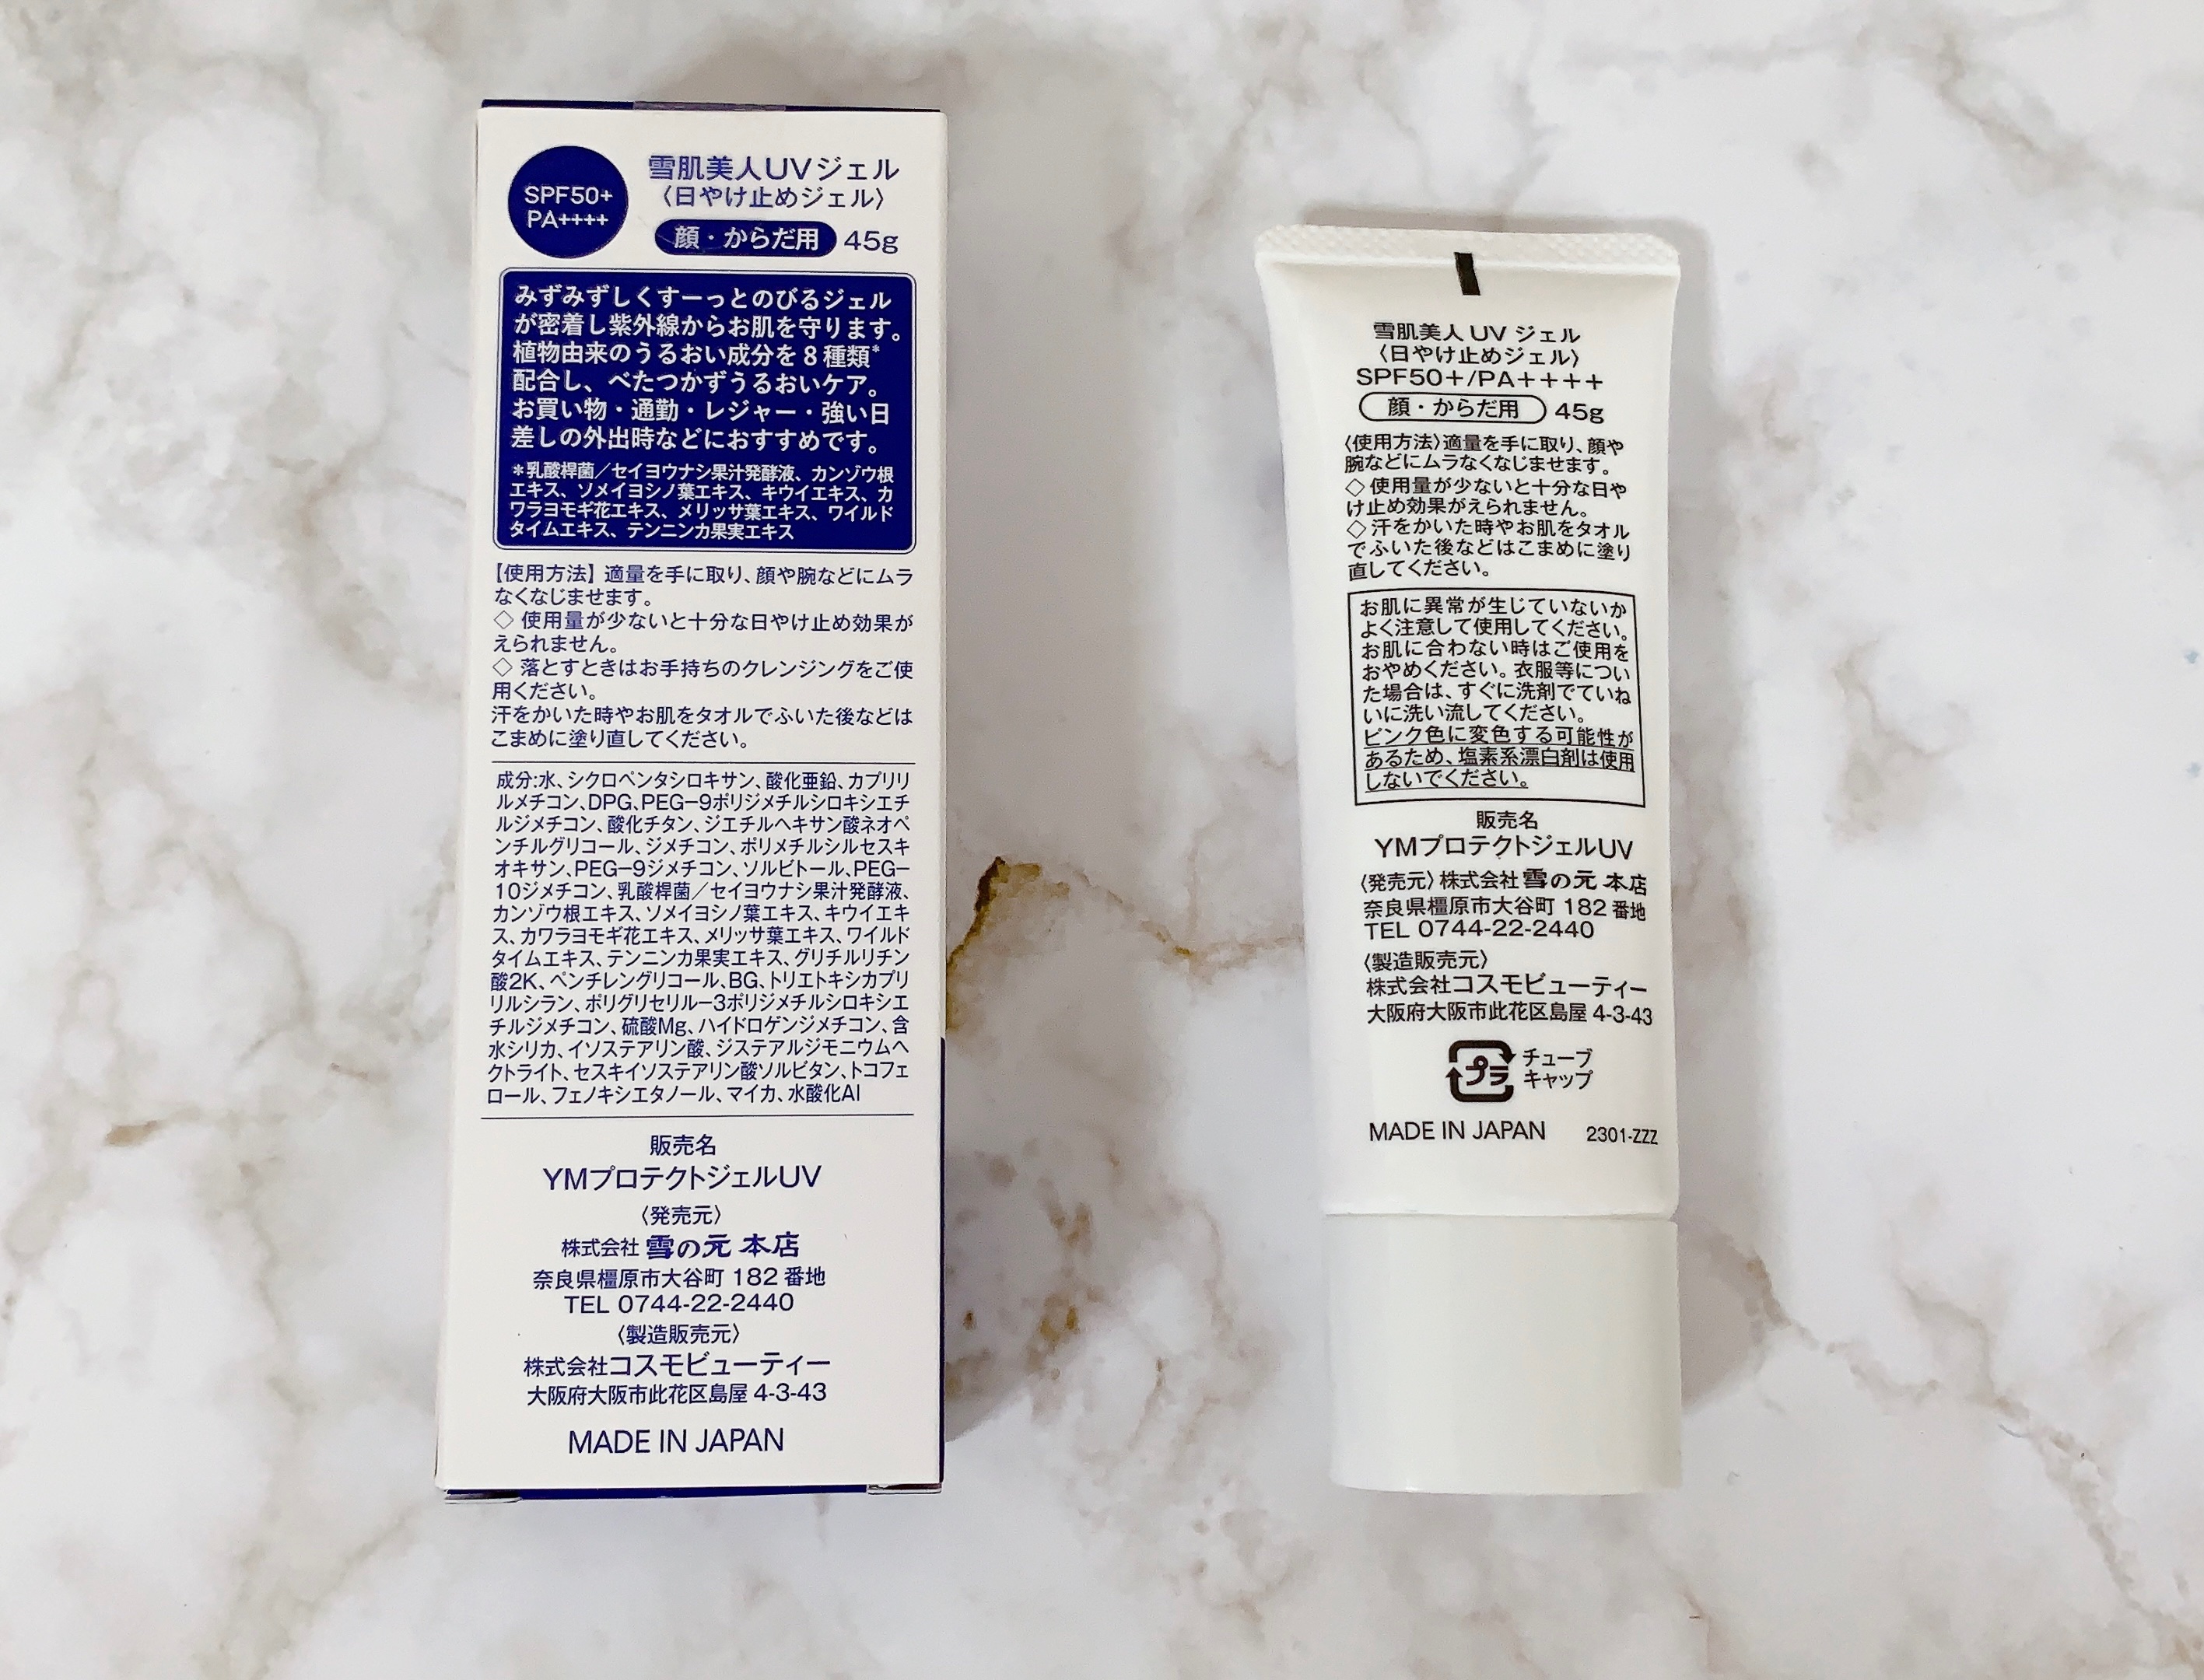 SPF50+
PA++++
雪肌美人UVジェル
〈日やけ止めジェル〉
顔・からだ用 45g
みずみずしくすーっとのびるジェル
が密着し紫外線からお肌を守ります。
植物由来のうるおい成分を8種類*
配合し、べたつかずうるおいケア。
お買い物・通勤・レジャー・強い日
差しの外出時などにおすすめです。
*乳酸桿菌/セイヨウナシ果汁発酵液、カンゾウ根
エキス、ソメイヨシノ葉エキス、キウイエキス、カ
ワラヨモギ花エキス、メリッサ葉エキス、ワイルド
タイムエキス、テンニンカ果実エキス
【使用方法】適量を手に取り、顔や腕などにムラ
なくなじませます。
◇ 使用量が少ないと十分な日やけ止め効果が
えられません。
◇ 落とすときはお手持ちのクレンジングをご使
用ください。
汗をかいた時やお肌をタオルでふいた後などは
こまめに塗り直してください。
成分:水、シクロペンタシロキサン、酸化亜鉛、カプリリ
ルメチコン、DPG、PEG-9ポリジメチルシロキシエチ
ルジメチコン、酸化チタン、ジエチルヘキサン酸ネオペ
ンチルグリコール、ジメチコン、ポリメチルシルセスキ
オキサン、PEG-9ジメチコン、ソルビトール、PEG-
10ジメチコン、乳酸桿菌/セイヨウナシ果汁発酵液、
カンゾウ根エキス、ソメイヨシノ葉エキス、キウイエキ
ス、カワラヨモギ花エキス、メリッサ葉エキス、ワイルド
タイムエキス、テンニンカ果実エキス、グリチルリチン
酸2K、ペンチレングリコール、BG、トリエトキシカプリ
リルシラン、ポリグリセリル-3ポリジメチルシロキシエ
チルジメチコン、硫酸Mg、ハイドロゲンジメチコン、含
水シリカ、イソステアリン酸、ジステアルジモニウムヘ
クトライト、セスキイソステアリン酸ソルビタン、トコフェ
ロール、フェノキシエタノール、マイカ、水酸化Al
販売名
YMプロテクトジェルUV
〈発売元〉
株式会社 雪の元 本店
奈良県橿原市大谷町 182 番地
TEL 0744-22-2440
〈製造販売元〉
株式会社コスモビューティー
大阪府大阪市此花区島屋 4-3-43
MADE IN JAPAN
雪肌美人 UV ジェル
〈日やけ止めジェル〉
SPF50+/PA++++
顔・からだ用 45g
〈使用方法〉適量を手に取り、顔や
腕などにムラなくなじませます。
◇ 使用量が少ないと十分な日や
け止め効果がえられません。
◇ 汗をかいた時やお肌をタオル
でふいた後などはこまめに塗り
直してください。
お肌に異常が生じていないか
よく注意して使用してください。
お肌に合わない時はご使用を
おやめください。衣服等につい
た場合は、すぐに洗剤でていね
いに洗い流してください。
ピンク色に変色する可能性が
あるため、塩素系漂白剤は使用
しないでください。
販売名
YMプロテクトジェルUV
〈発売元〉株式会社 雪の元 本店
奈良県橿原市大谷町 182 番地
TEL 0744-22-2440
〈製造販売元〉
株式会社コスモビューティー
大阪府大阪市此花区島屋 4-3-43
プラ チューブ
キャップ
MADE IN JAPAN 2301-ZZZ